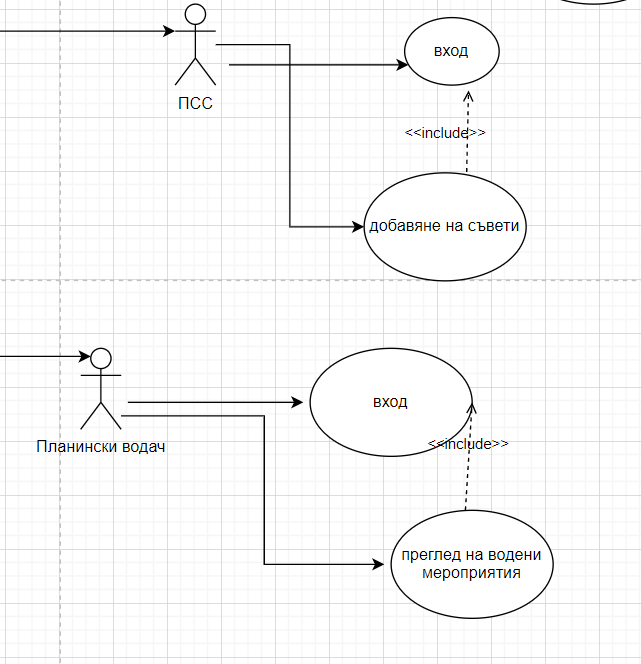 вход
ПСС
<<include>>
добавяне на съвети
вход
Планински водач
<<include>>
преглед на водени
мероприятия